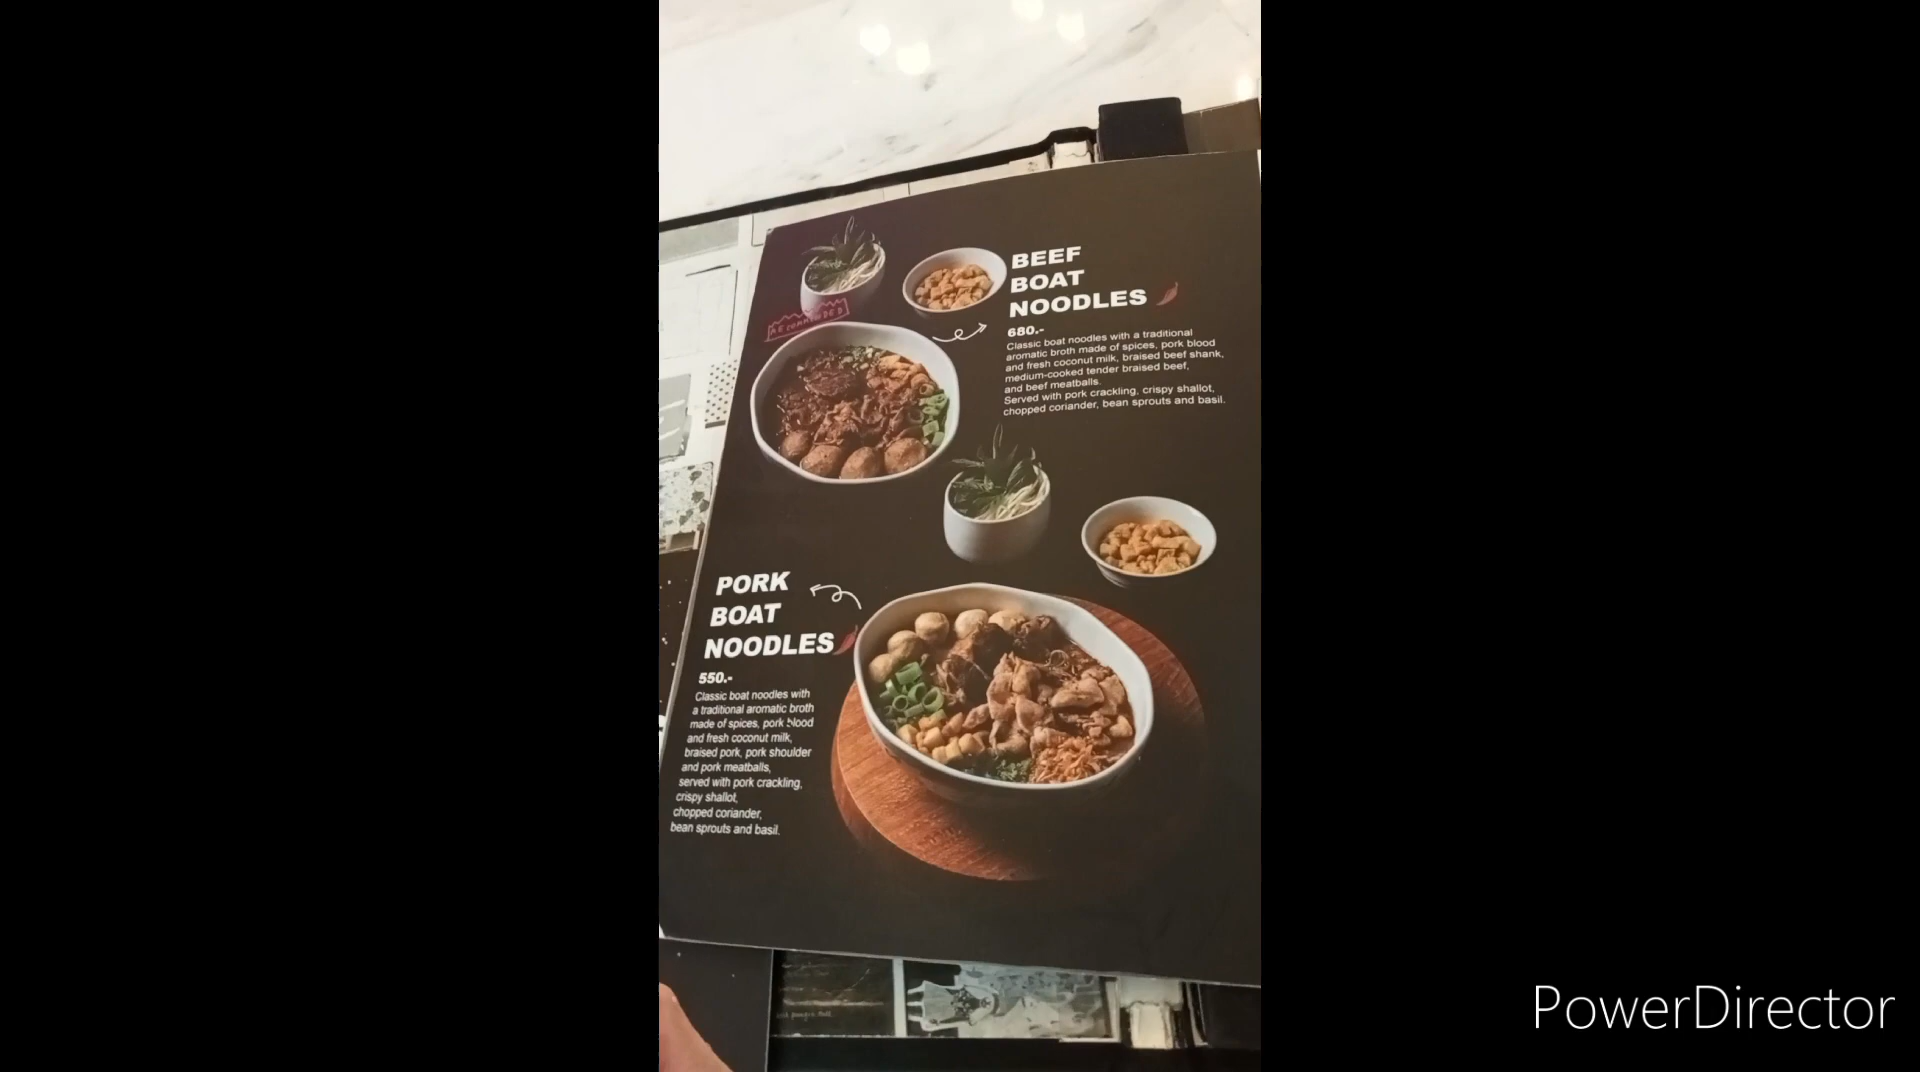 BEEF
BOAT
NOODLES
680.-
Classic boat noodles with a traditional
aromatic broth made of spices, pork blood
and fresh coconut milk, braised beef shank,
medium-cooked tender braised beef,
and beef meatballs.
Served with pork crackling, crispy shallot,
chopped coriander, bean sprouts and basil.
RECOMMENDED
PORK
BOAT
NOODLES
550.-
Classic boat noodles with
a traditional aromatic broth
made of spices, pork blood
and fresh coconut milk,
braised pork, pork shoulder
and pork meatballs,
served with pork crackling,
crispy shallot,
chopped coriander,
bean sprouts and basil.
PowerDirector